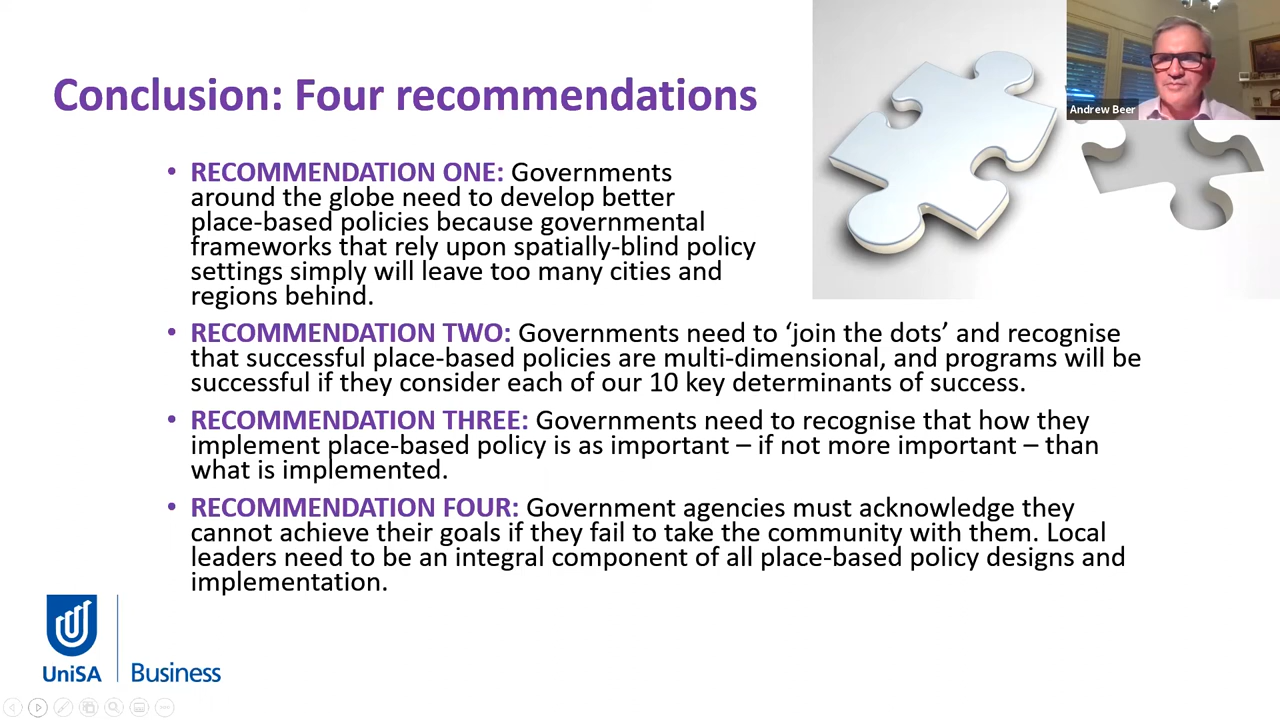 Conclusion: Four recommendations
Andrew Beer
• RECOMMENDATION ONE: Governments
around the globe need to develop better
place-based policies because governmental
frameworks that rely upon spatially-blind policy
settings simply will leave too many cities and
regions behind.
• RECOMMENDATION TWO: Governments need to ‘join the dots’ and recognise
that successful place-based policies are multi-dimensional, and programs will be
successful if they consider each of our 10 key determinants of success.
• RECOMMENDATION THREE: Governments need to recognise that how they
implement place-based policy is as important – if not more important – than
what is implemented.
• RECOMMENDATION FOUR: Government agencies must acknowledge they
cannot achieve their goals if they fail to take the community with them. Local
leaders need to be an integral component of all place-based policy designs and
implementation.
UniSA Business